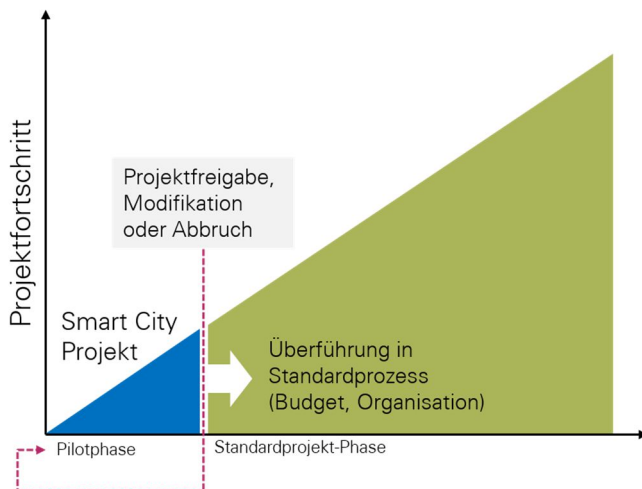 Projektfortschritt
Projektfreigabe,
Modifikation
oder Abbruch
Smart City
Projekt
Überführung in
Standardprozess
(Budget, Organisation)
Pilotphase
Standardprojekt-Phase